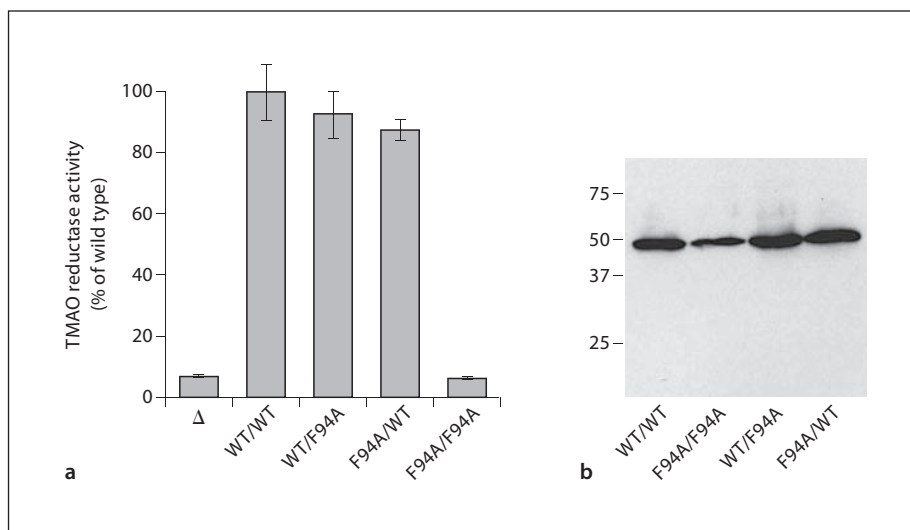 TMAO reductase activity
(% of wild type)
100
80
60
40
20
0
Δ
WT/WT
WT/F94A
F94A/WT
F94A/F94A
a
75
50
37
25
WT/WT
F94A/F94A
WT/F94A
F94A/WT
b